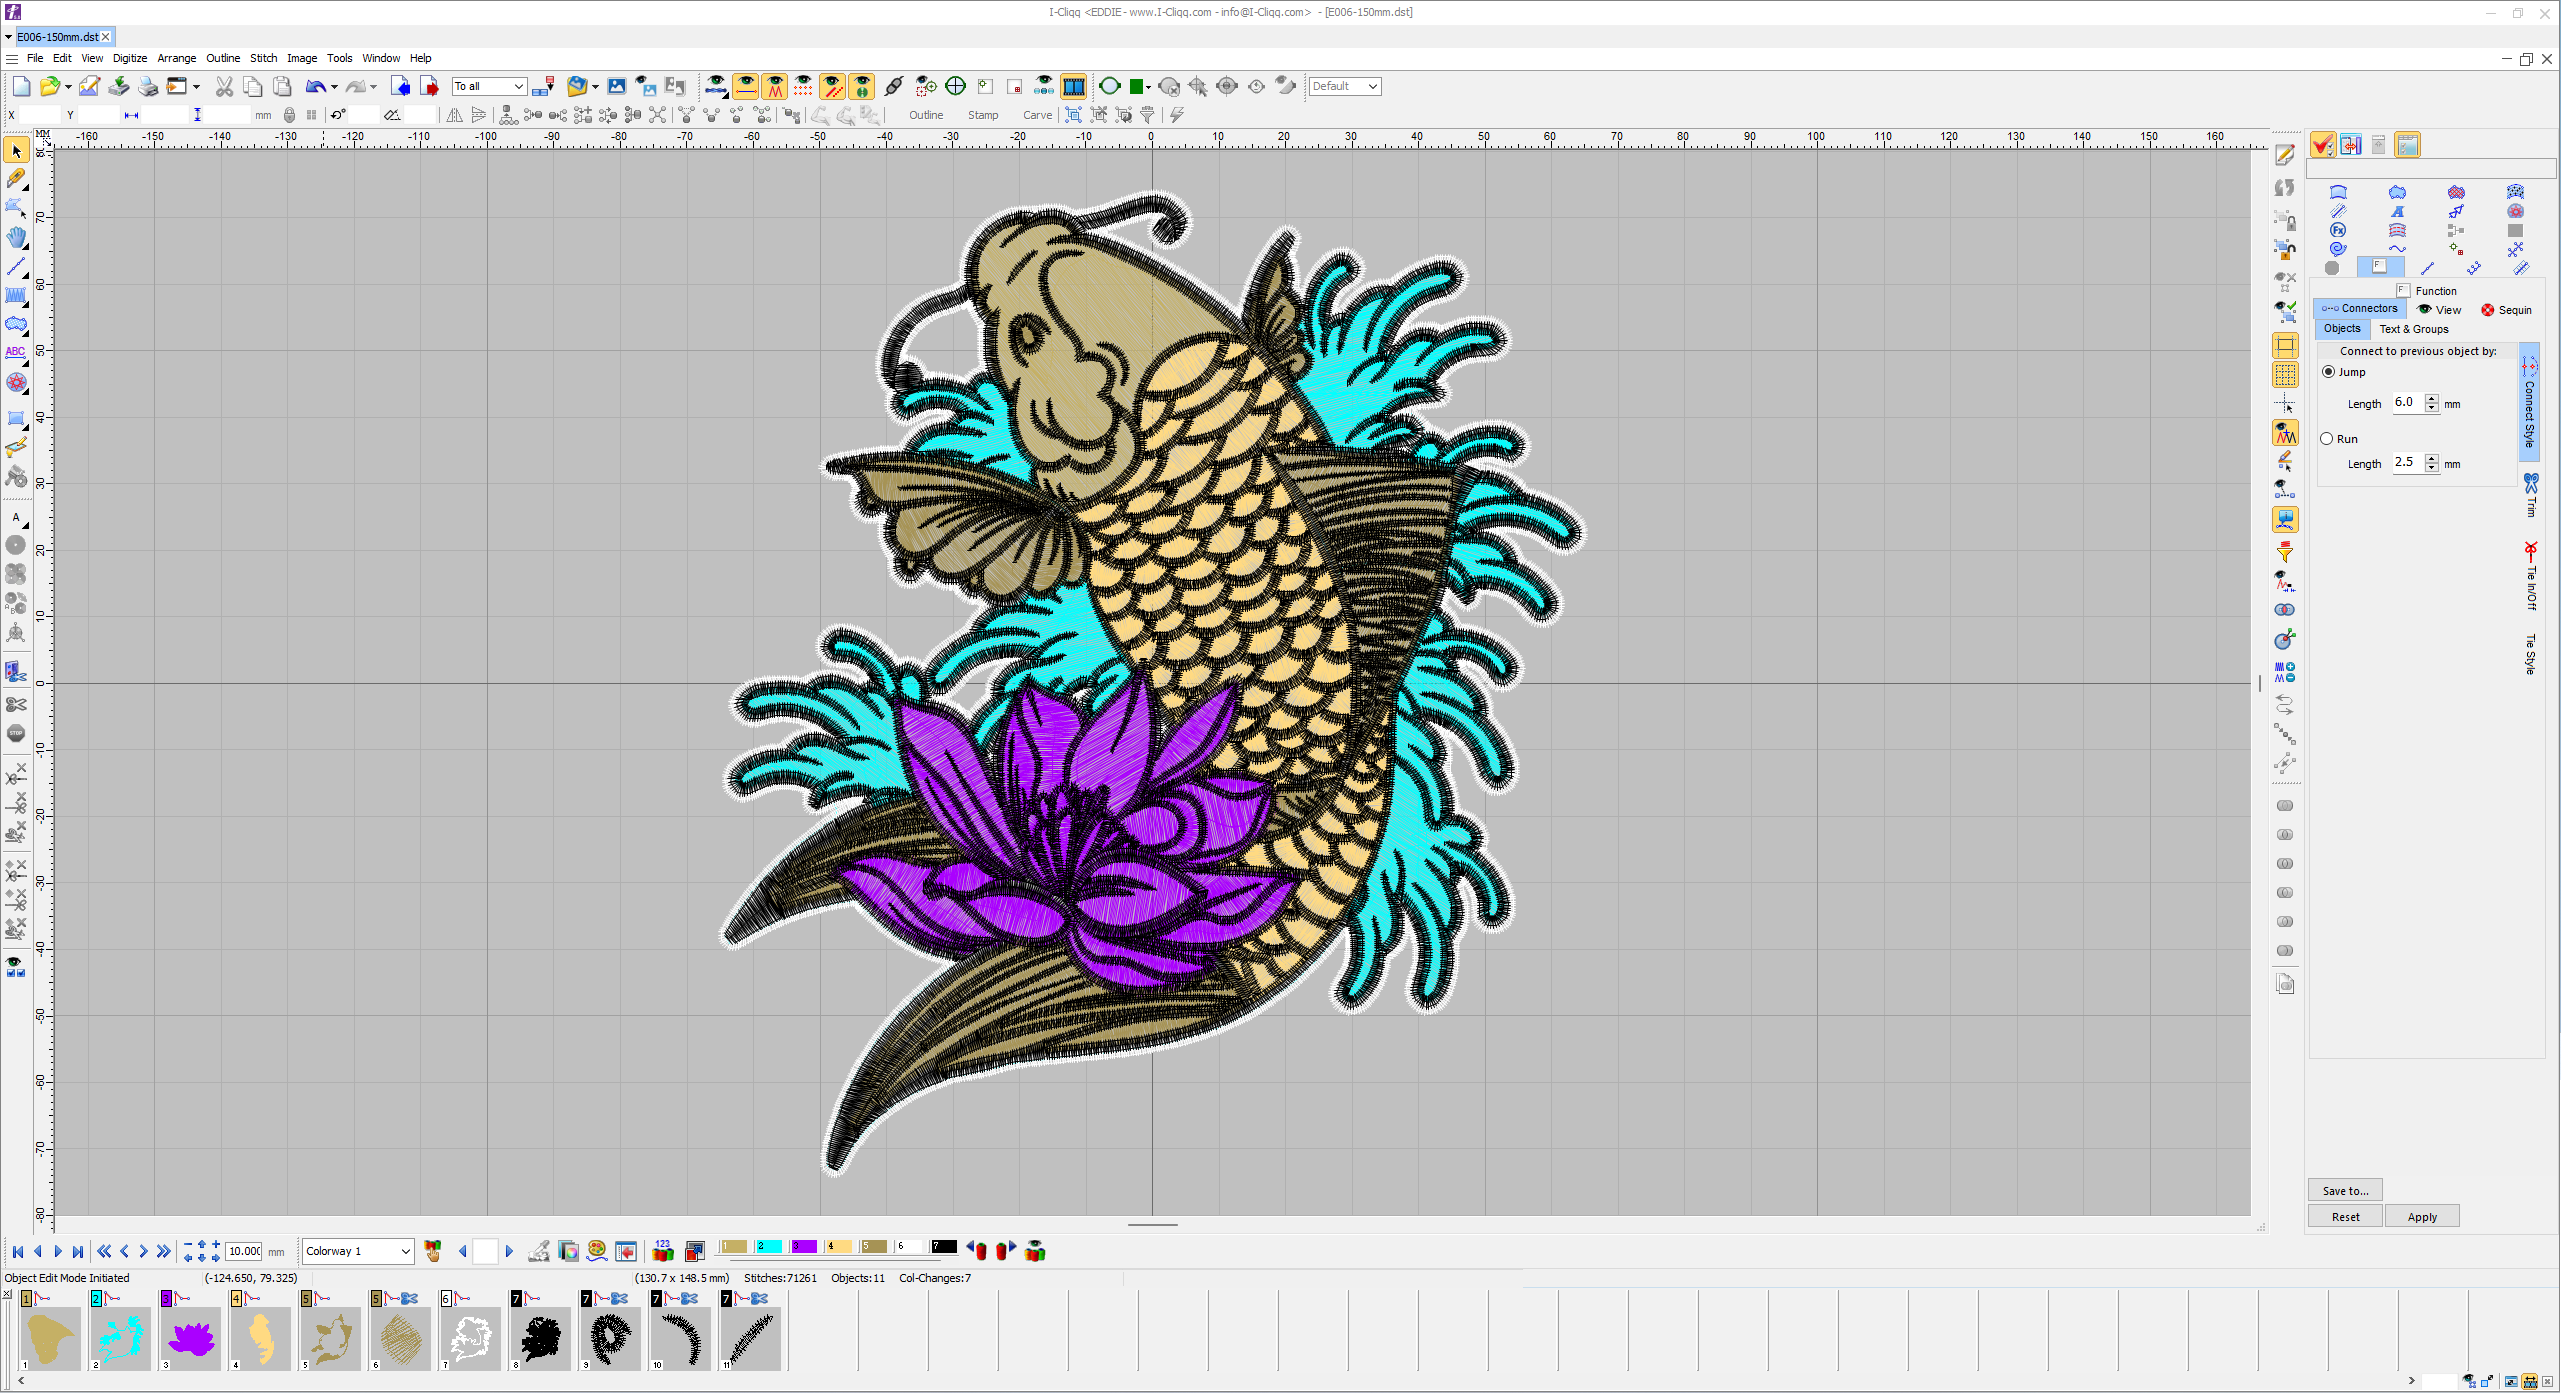 I-Cliqq <EDDIE - www.I-Cliqq.com - info@I-Cliqq.com> - [E006-150mm.dst]
E006-150mm.dst
File Edit View Digitize Arrange Outline Stitch Image Tools Window Help
To all
Default
X Y mm Outline Stamp Carve
MM -160 -150 -140 -130 -120 -110 -100 -90 -80 -70 -60 -50 -40 -30 -20 -10 0 10 20 30 40 50 60 70 80 90 100 110 120 130 140 150 160
80
70
60
50
40
30
20
10
0
-10
-20
-30
-40
-50
-60
-70
-80
ABC
A
STOP
A
Fx
F
F Function
Connectors View Sequin
Objects Text & Groups
Connect to previous object by:
Jump
Length 6.0 mm
Run
Length 2.5 mm
Connect Style
Trim
Tie In/Off
Tie Style
Save to...
Reset Apply
10.000 mm Colorway 1 123 1 2 3 4 5 6 7
Object Edit Mode Initiated (-124.650, 79.325) (130.7 x 148.5 mm) Stitches:71261 Objects:11 Col-Changes:7
1 2 3 4 5 5 6 7 7 7 7
1 2 3 4 5 6 7 8 9 10 11